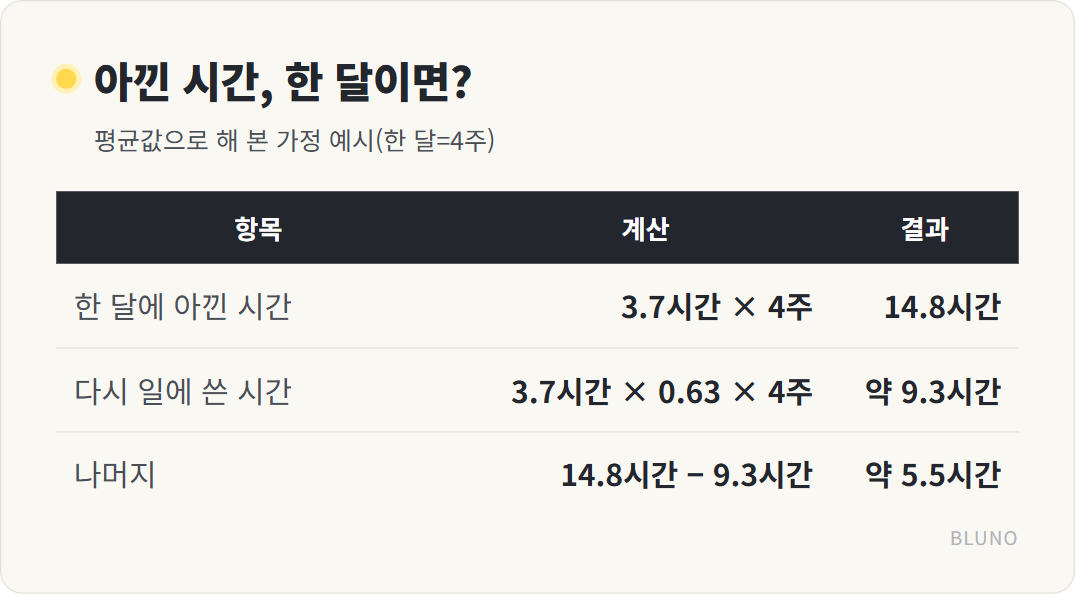 아낀 시간, 한 달이면?
평균값으로 해 본 가정 예시(한 달=4주)
항목 계산 결과
한 달에 아낀 시간 3.7시간 × 4주 14.8시간
다시 일에 쓴 시간 3.7시간 × 0.63 × 4주 약 9.3시간
나머지 14.8시간 − 9.3시간 약 5.5시간
BLUNO